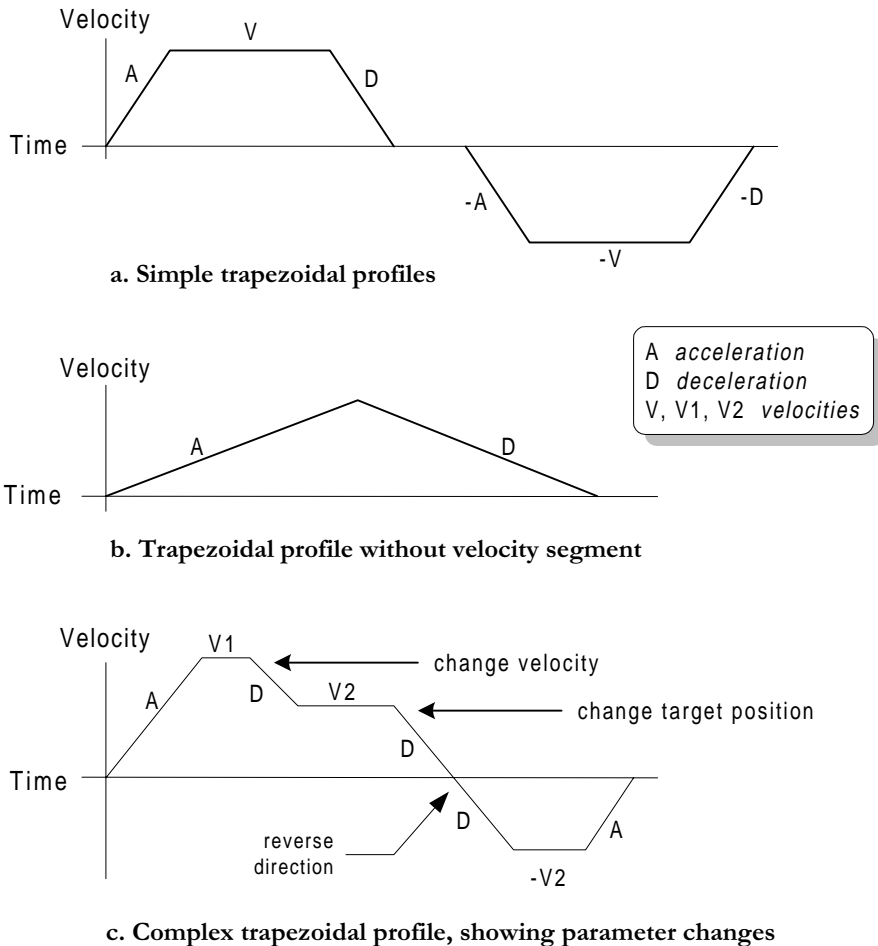 Velocity
V
A
D
Time
-A
-D
-V
a. Simple trapezoidal profiles
A acceleration
D deceleration
V, V1, V2 velocities
Velocity
A
D
Time
b. Trapezoidal profile without velocity segment
Velocity
V1
change velocity
A
D
V2
change target position
D
Time
D
A
reverse
direction
-V2
c. Complex trapezoidal profile, showing parameter changes